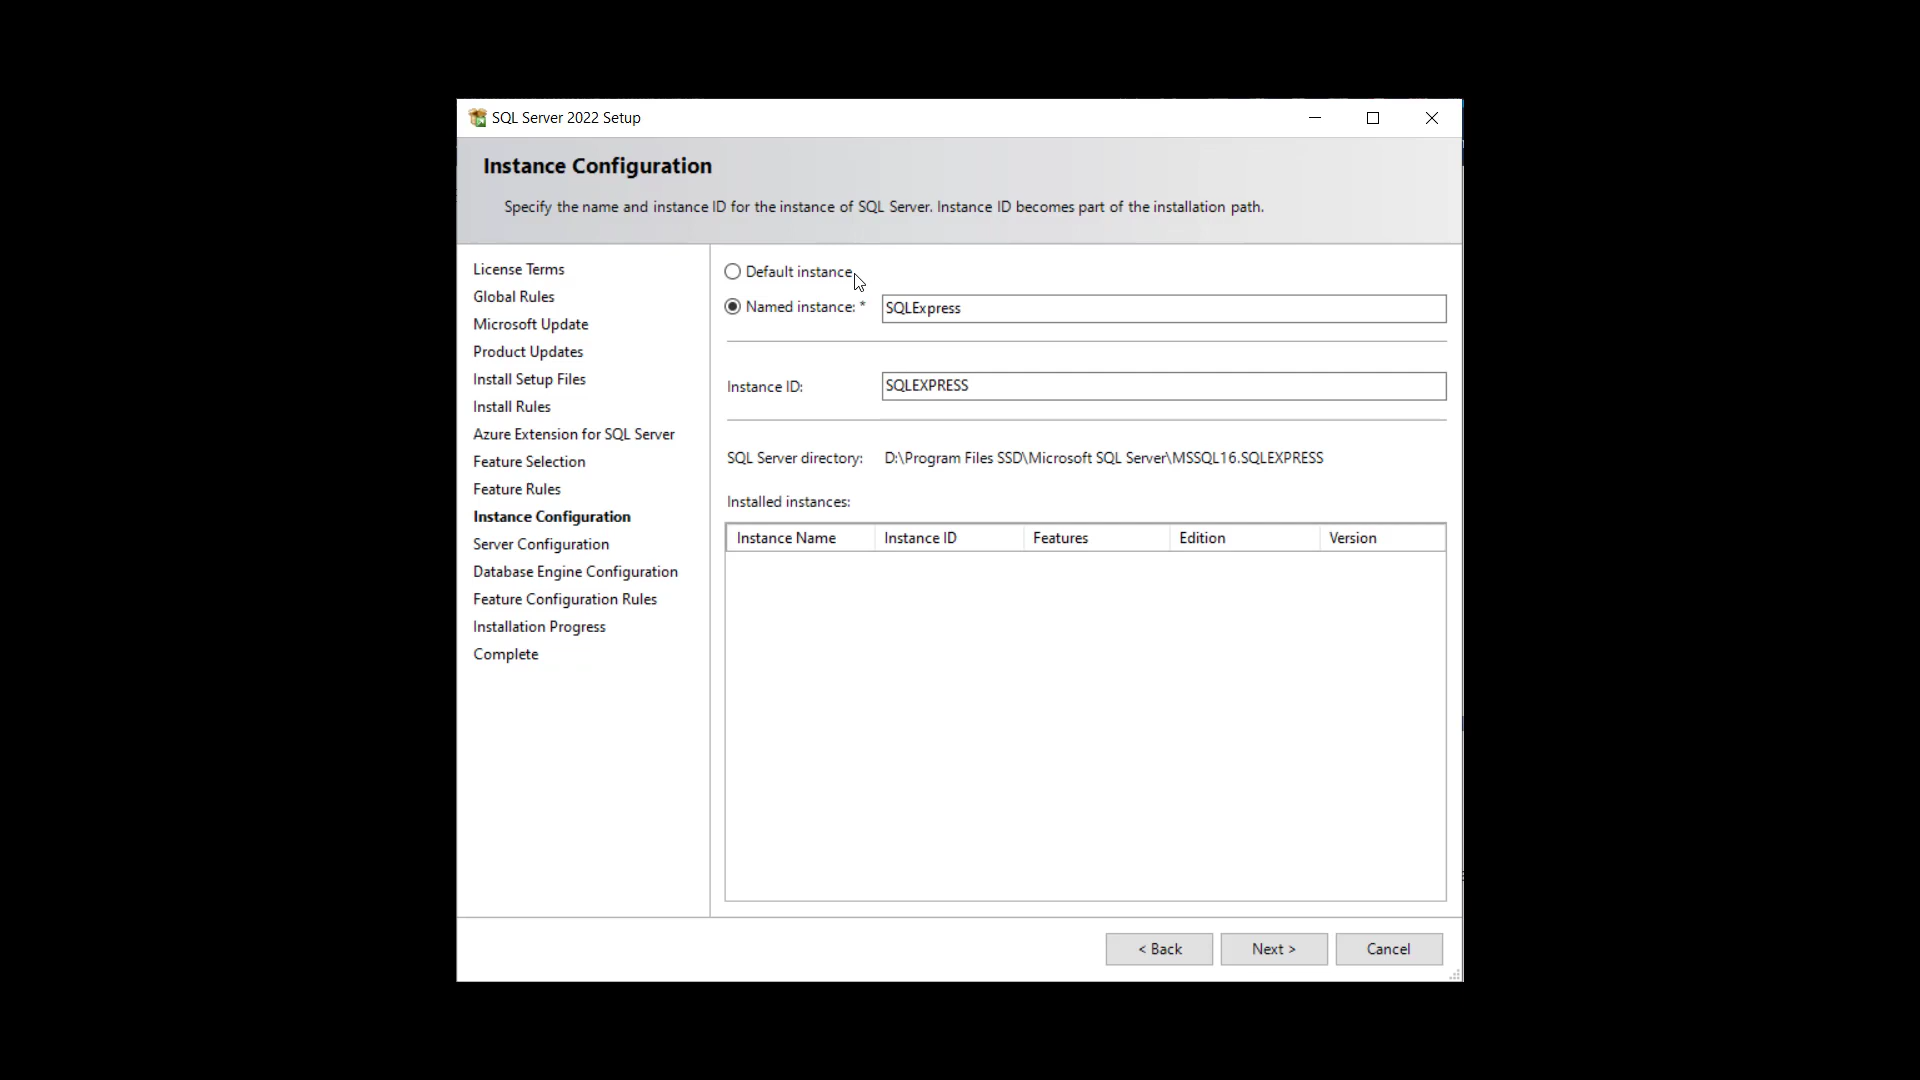 SQL Server 2022 Setup
Instance Configuration
Specify the name and instance ID for the instance of SQL Server. Instance ID becomes part of the installation path.
License Terms
Global Rules
Microsoft Update
Product Updates
Install Setup Files
Install Rules
Azure Extension for SQL Server
Feature Selection
Feature Rules
Instance Configuration
Server Configuration
Database Engine Configuration
Feature Configuration Rules
Installation Progress
Complete
Default instance
Named instance: * SQLExpress
Instance ID: SQLEXPRESS
SQL Server directory: D:\Program Files SSD\Microsoft SQL Server\MSSQL16.SQLEXPRESS
Installed instances:
Instance Name Instance ID Features Edition Version
< Back Next > Cancel